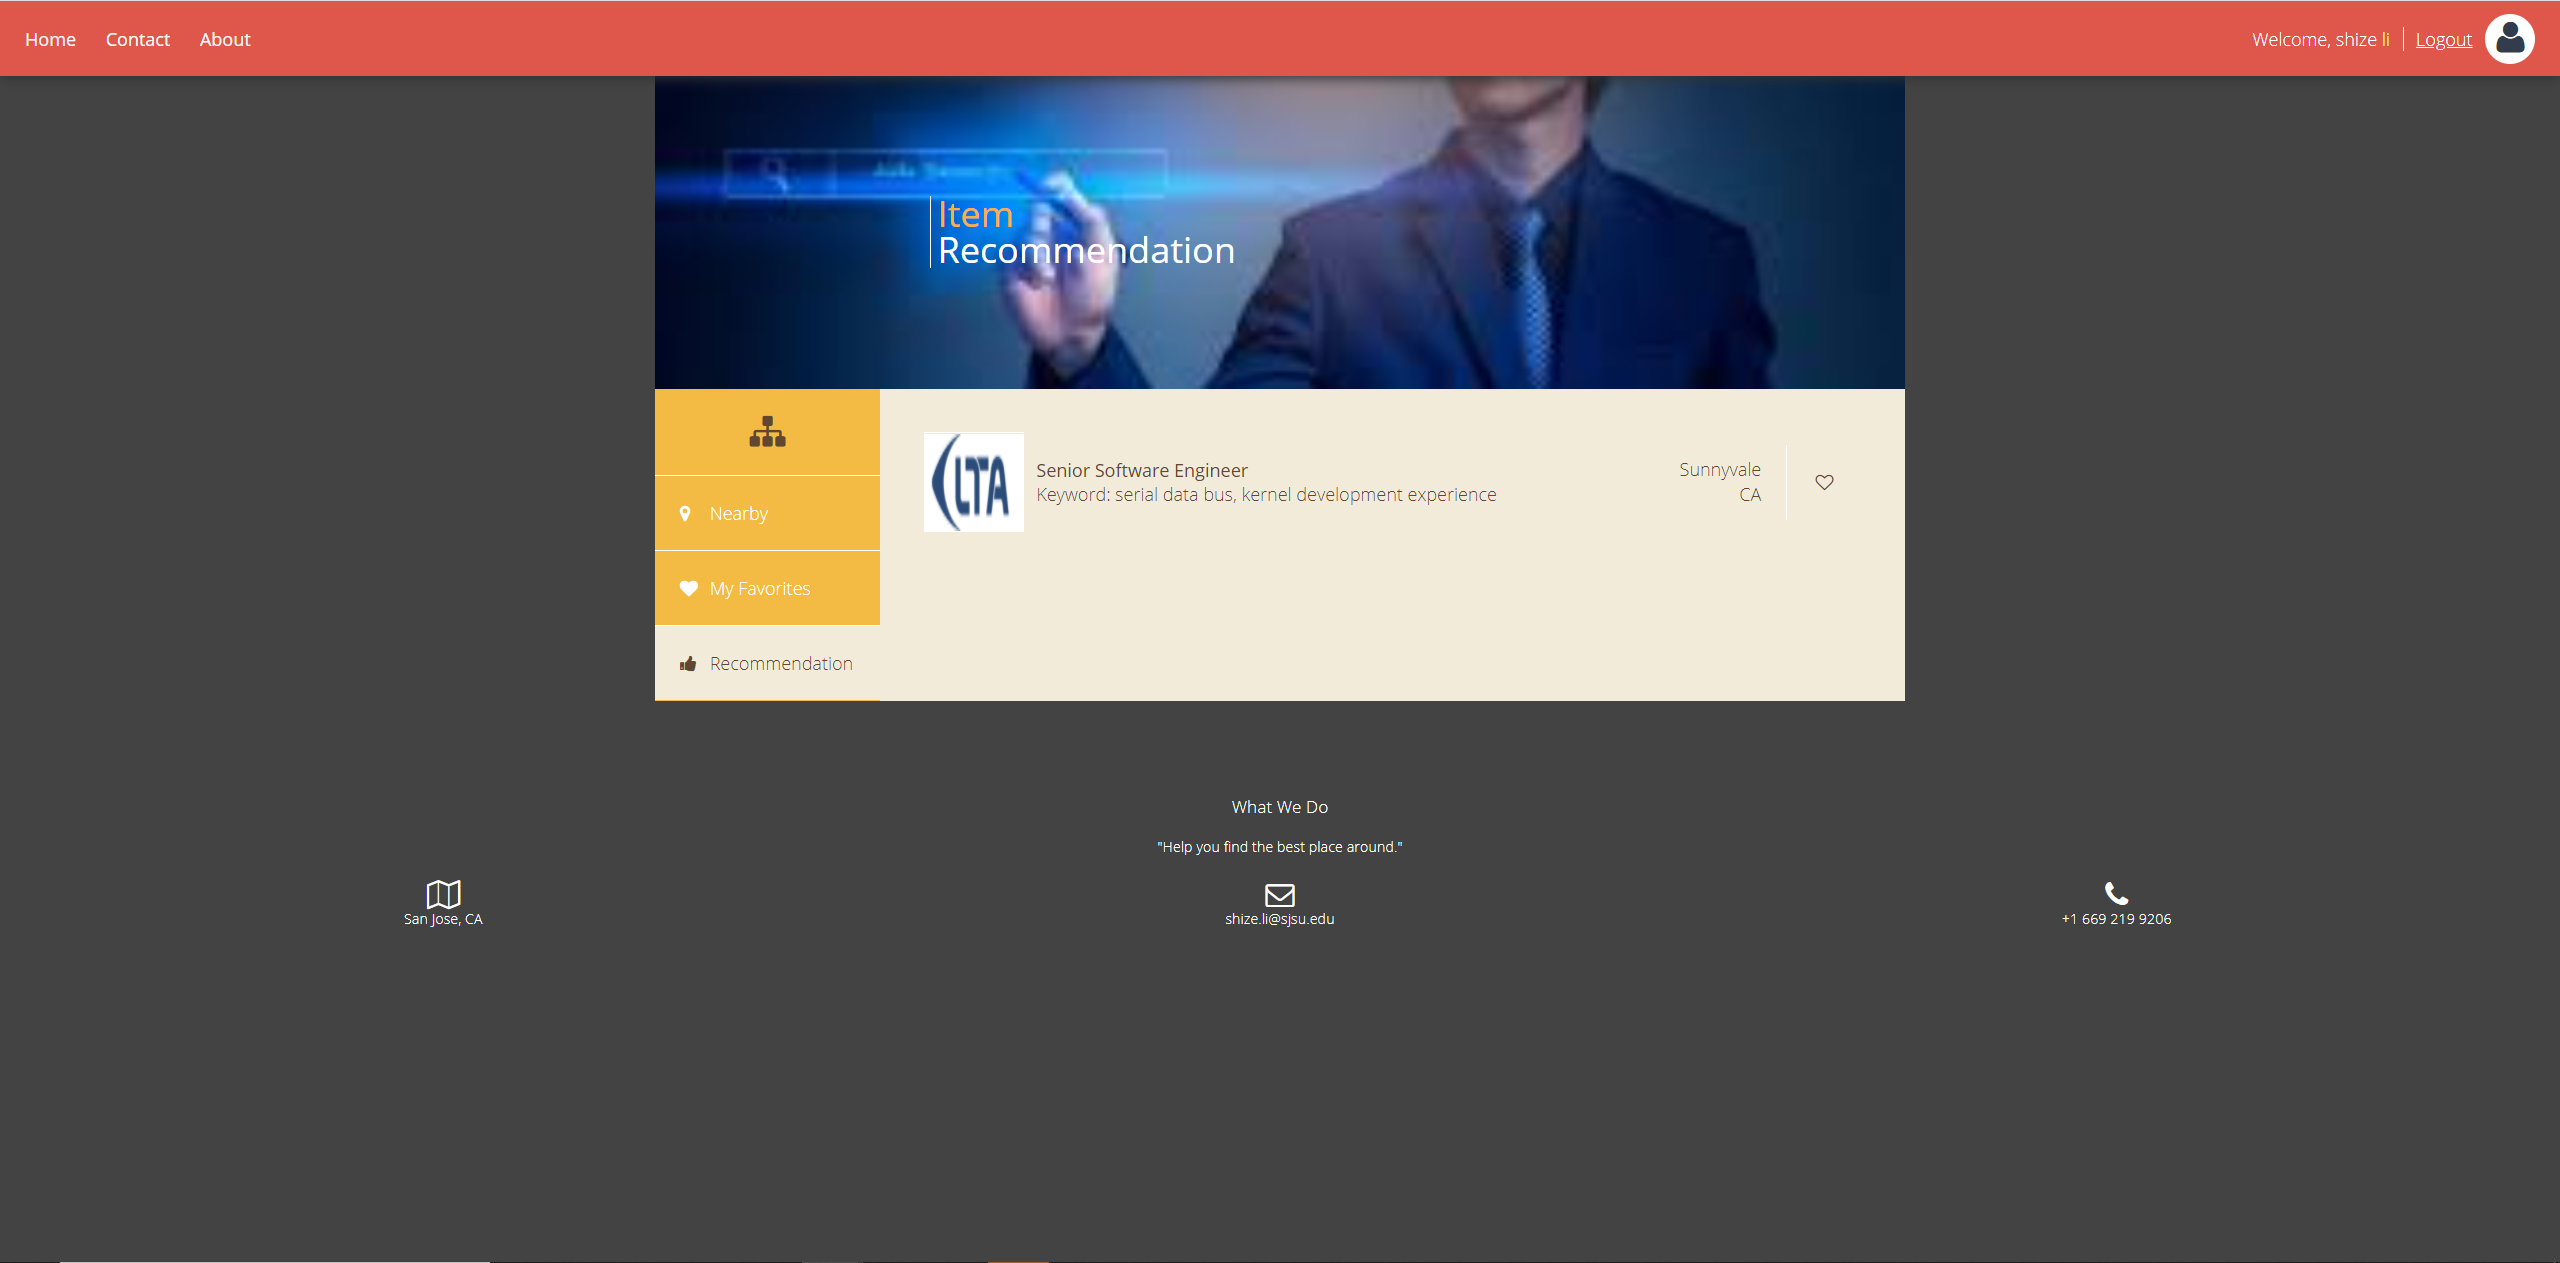 Home Contact About
Welcome, shize li Logout
Item
Recommendation
LTA
Senior Software Engineer
Keyword: serial data bus, kernel development experience
Sunnyvale
CA
Nearby
My Favorites
Recommendation
What We Do
"Help you find the best place around."
San Jose, CA
shize.li@sjsu.edu
+1 669 219 9206